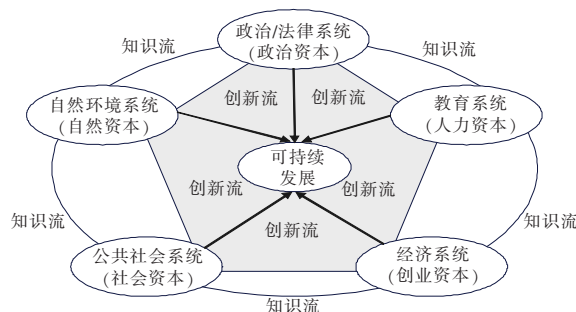 政治/法律系统
(政治资本)
知识流
知识流
自然环境系统
(自然资本)
创新流
创新流
教育系统
(人力资本)
可持续
发展
创新流
创新流
知识流
知识流
创新流
公共社会系统
(社会资本)
经济系统
(创业资本)
知识流